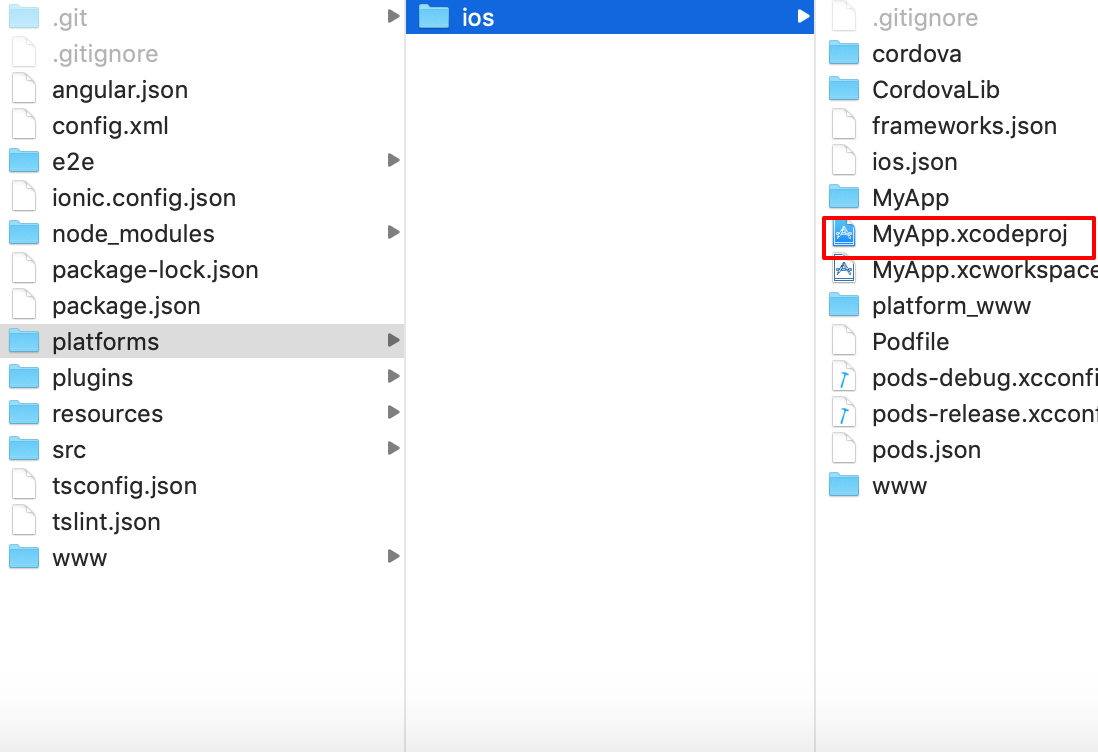 .git
.gitignore
angular.json
config.xml
e2e
ionic.config.json
node_modules
package-lock.json
package.json
platforms
plugins
resources
src
tsconfig.json
tslint.json
www
ios
.gitignore
cordova
CordovaLib
frameworks.json
ios.json
MyApp
MyApp.xcodeproj
MyApp.xcworkspace
platform_www
Podfile
pods-debug.xcconfi
pods-release.xcconf
pods.json
www